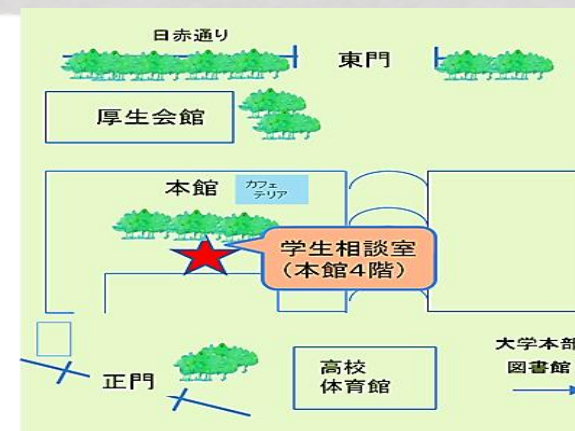 日赤通り
東門
厚生会館
本館
カフェ
テリア
学生相談室
（本館4階）
大学本部
図書館
高校
体育館
正門